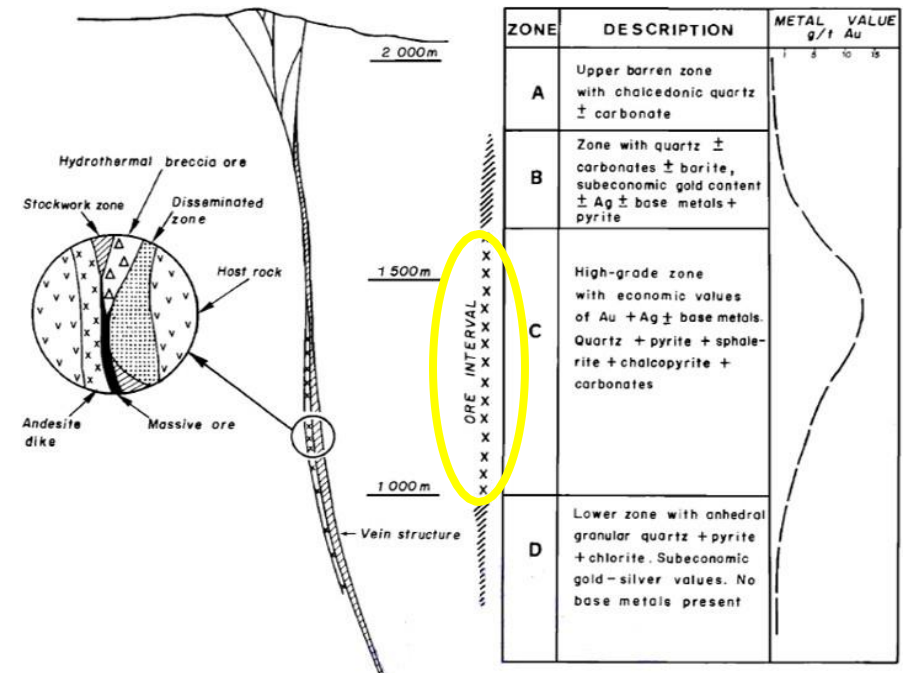 2 000m
Hydrothermal breccia ore
Stockwork zone
Disseminated
zone
Host rock
1 500m
Andesite
dike
Massive ore
1 000m
Vein structure
ORE INTERVAL
ZONE
DESCRIPTION
METAL VALUE
g/t Au
1 5 10 15
A
Upper barren zone
with chalcedonic quartz
± carbonate
B
Zone with quartz ±
carbonates ± barite,
subeconomic gold content
± Ag ± base metals +
pyrite
C
High-grade zone
with economic values
of Au + Ag ± base metals.
Quartz + pyrite + sphale-
rite + chalcopyrite +
carbonates
D
Lower zone with anhedral
granular quartz + pyrite
+ chlorite. Subeconomic
gold-silver values. No
base metals present